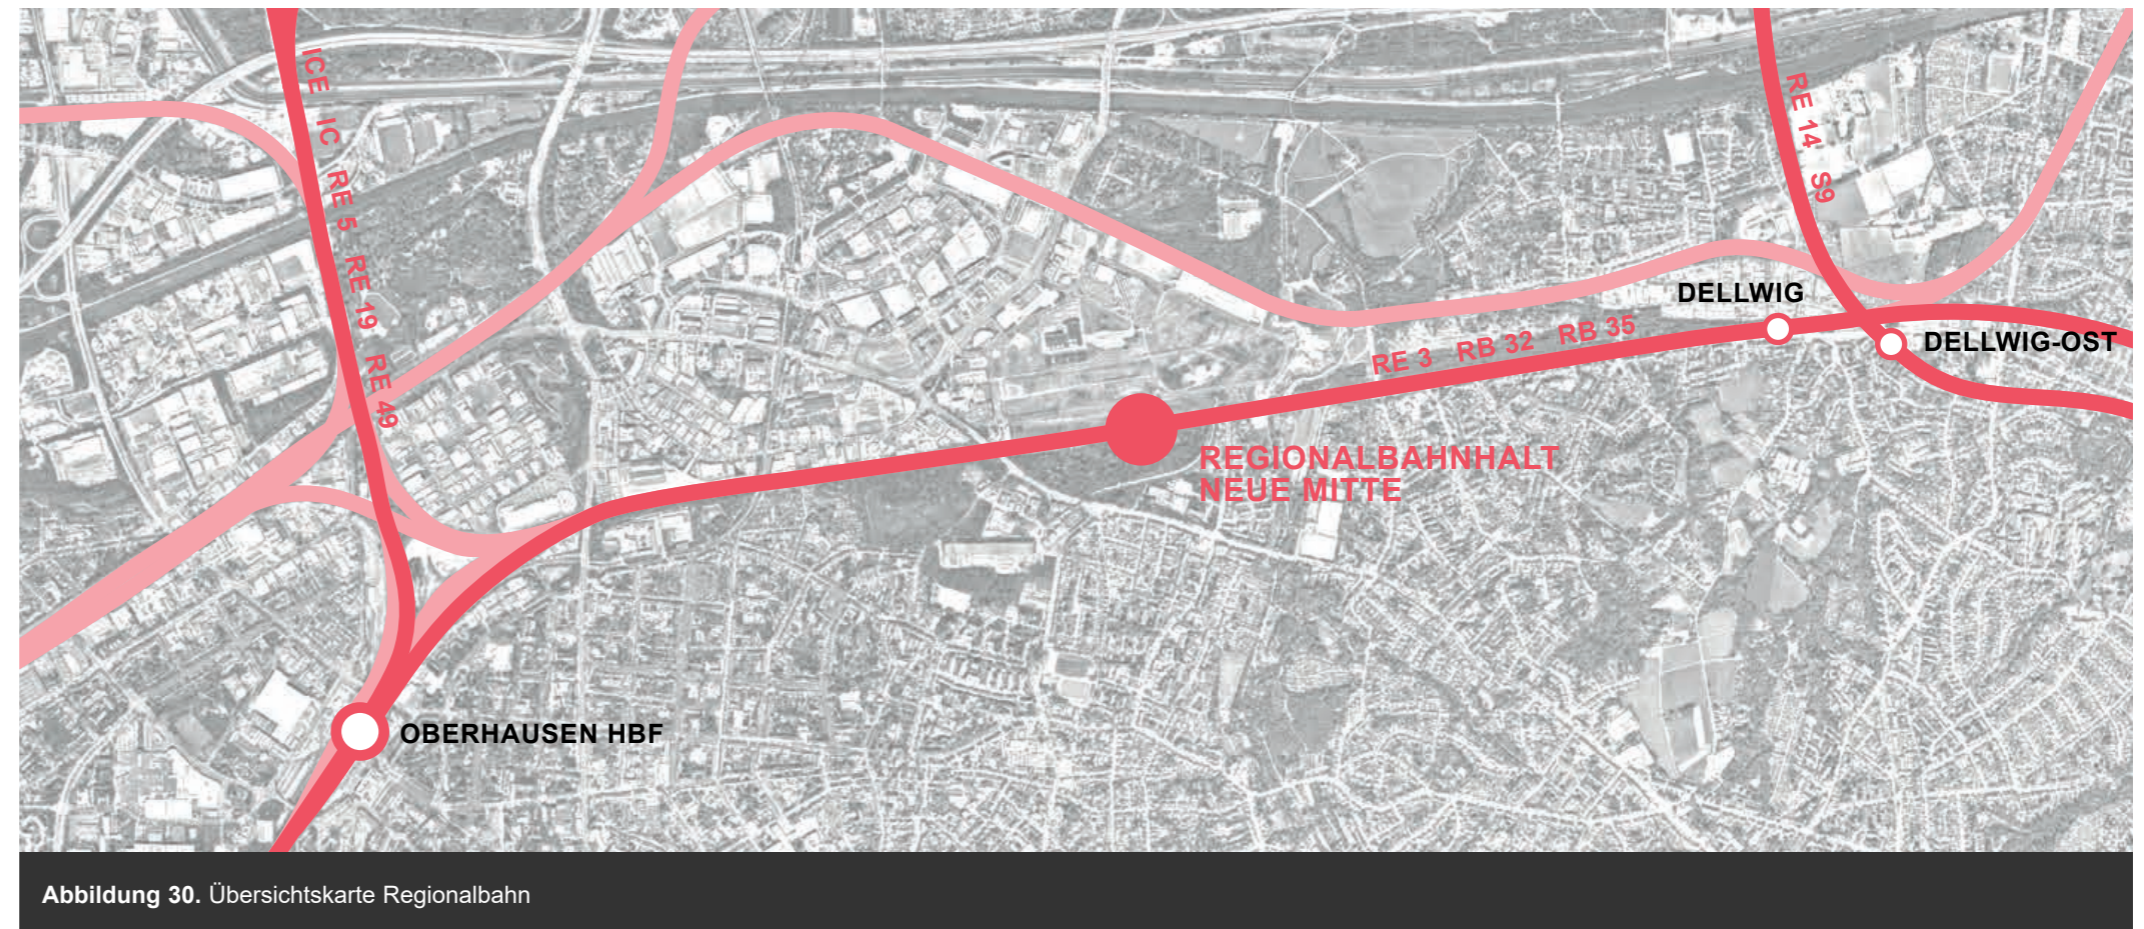 ICE IC RE 5 RE 19 RE 49
RE 14 S9
DELLWIG
DELLWIG-OST
RE 3 RB 32 RB 35
REGIONALBAHNHALT
NEUE MITTE
OBERHAUSEN HBF
Abbildung 30. Übersichtskarte Regionalbahn